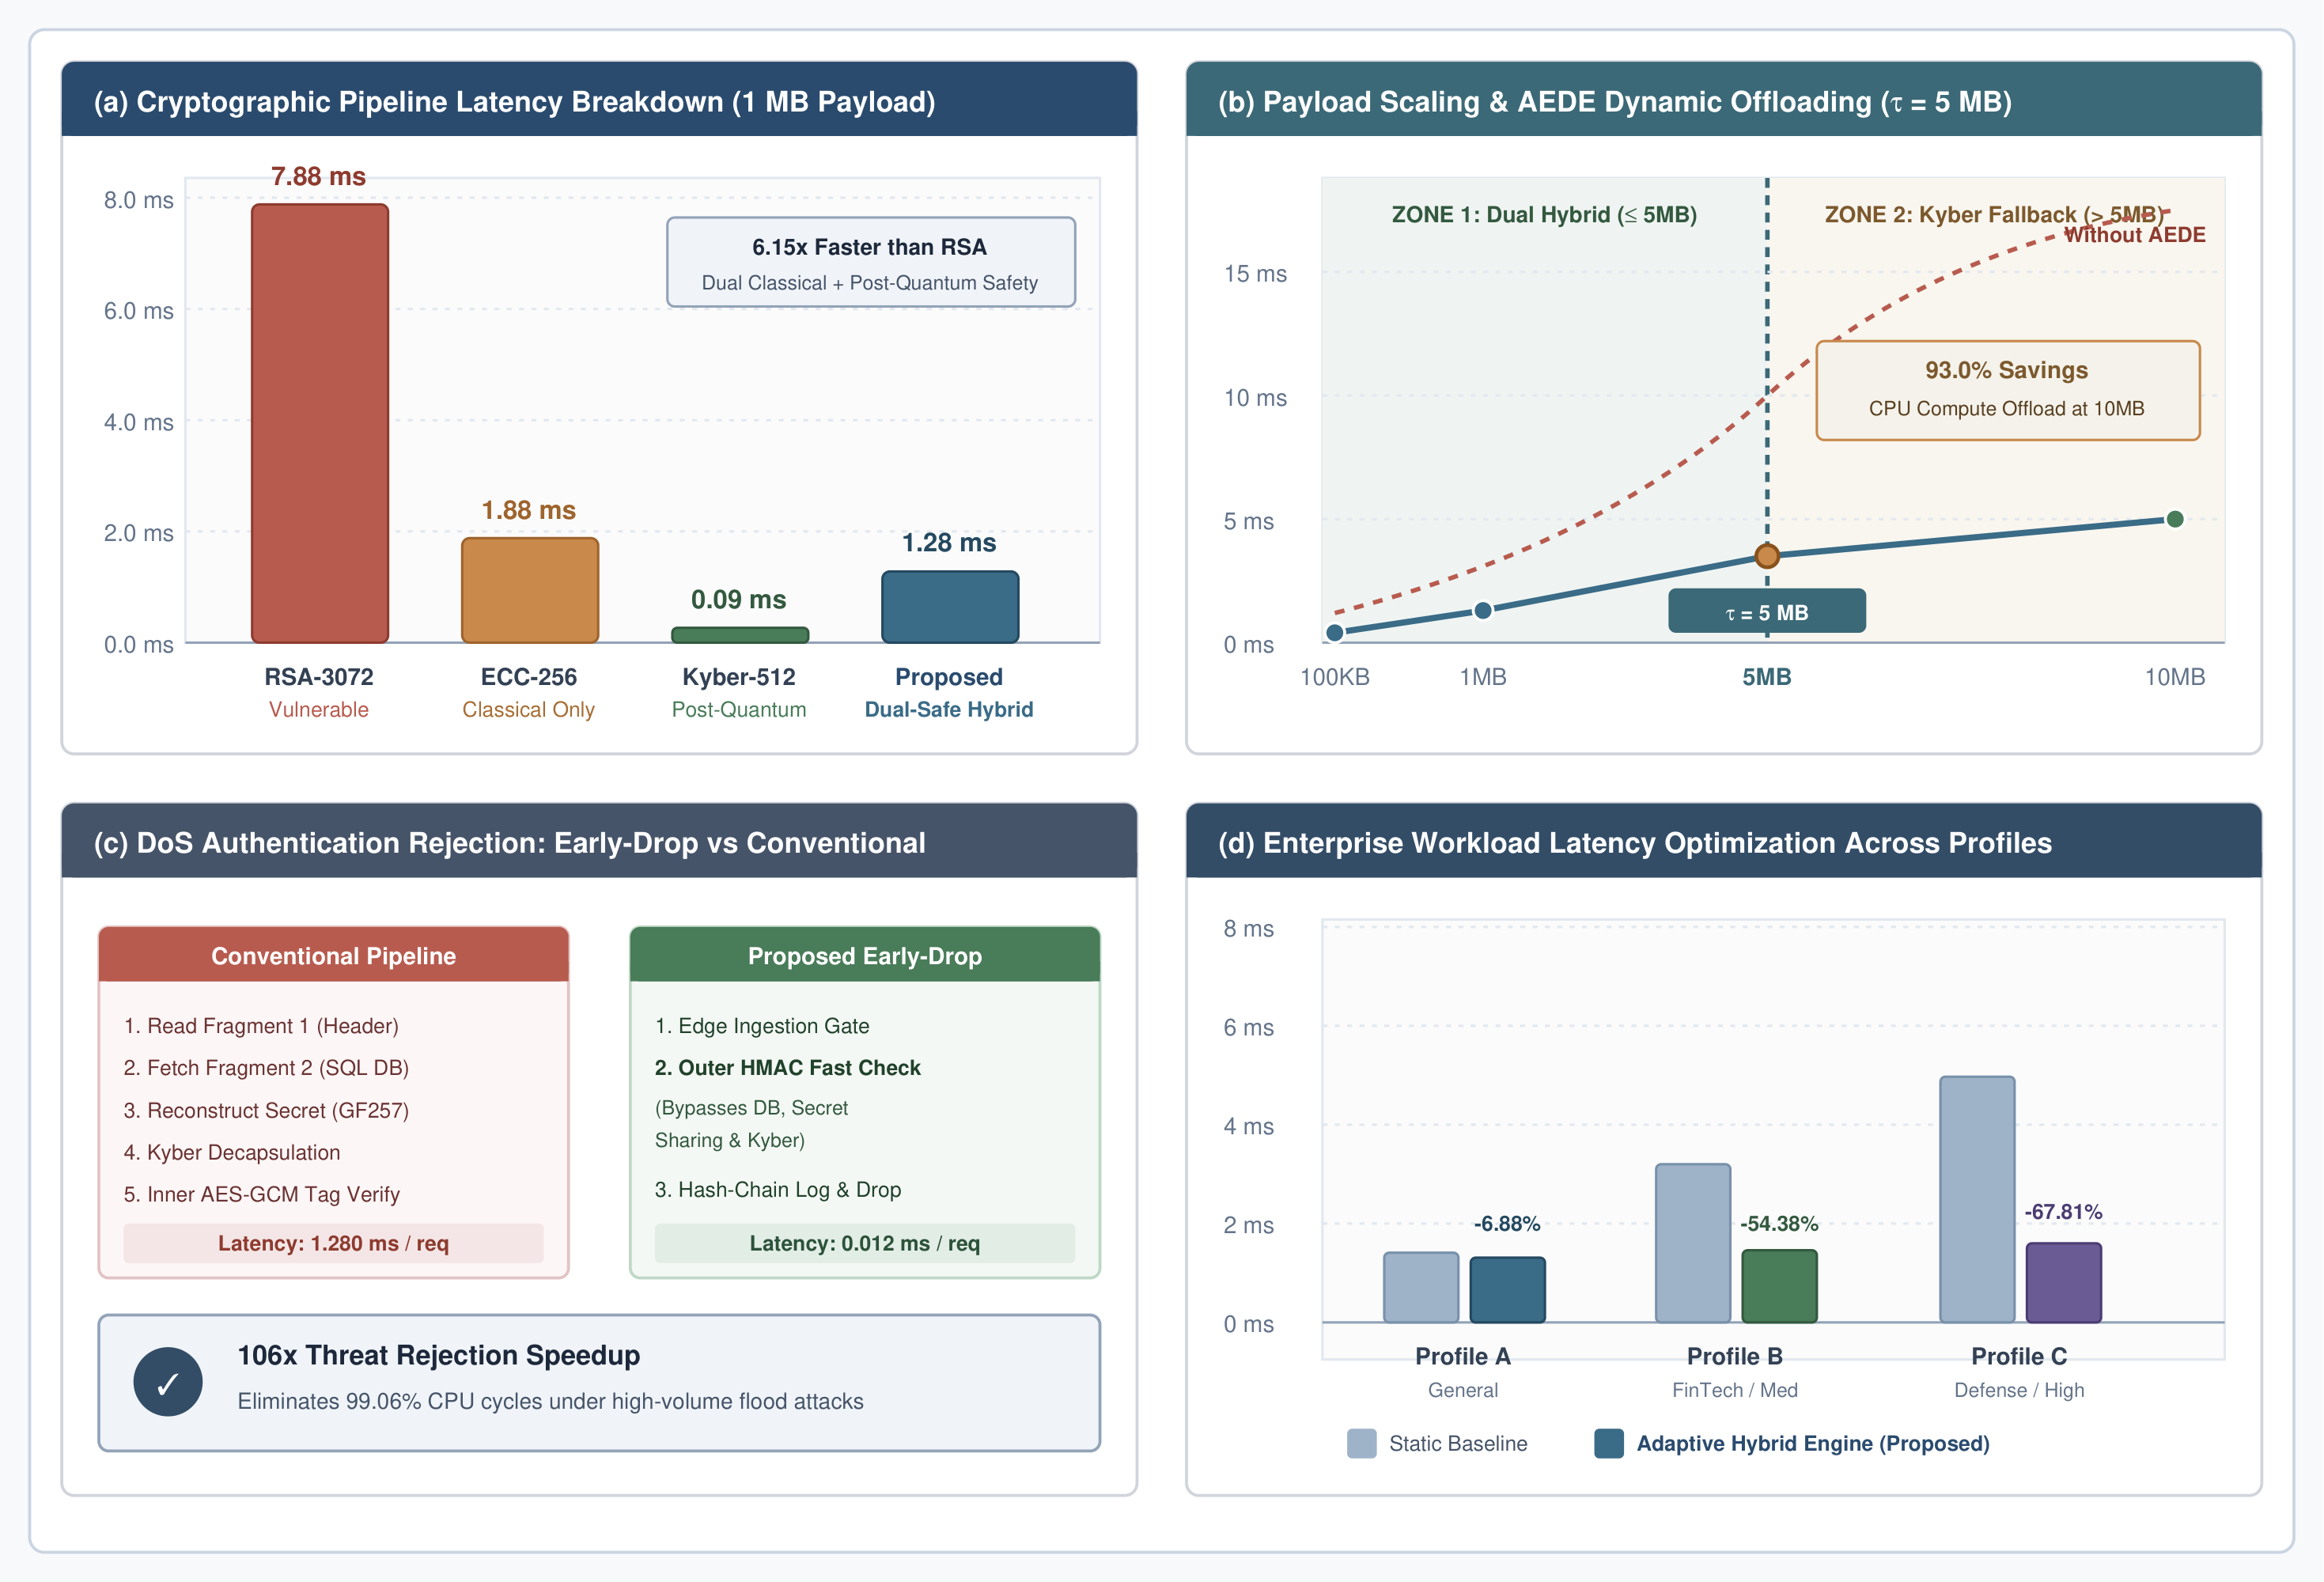 (a) Cryptographic Pipeline Latency Breakdown (1 MB Payload)
7.88 ms
8.0 ms
6.15x Faster than RSA
Dual Classical + Post-Quantum Safety
6.0 ms
4.0 ms
1.88 ms
2.0 ms
1.28 ms
0.09 ms
0.0 ms
RSA-3072
ECC-256
Kyber-512
Proposed
Vulnerable
Classical Only
Post-Quantum
Dual-Safe Hybrid
(b) Payload Scaling & AEDE Dynamic Offloading (τ = 5 MB)
ZONE 1: Dual Hybrid (≤ 5MB)
ZONE 2: Kyber Fallback (> 5MB)
Without AEDE
15 ms
93.0% Savings
10 ms
CPU Compute Offload at 10MB
5 ms
τ = 5 MB
0 ms
100KB
1MB
5MB
10MB
(c) DoS Authentication Rejection: Early-Drop vs Conventional
Conventional Pipeline
1. Read Fragment 1 (Header)
2. Fetch Fragment 2 (SQL DB)
3. Reconstruct Secret (GF257)
4. Kyber Decapsulation
5. Inner AES-GCM Tag Verify
Latency: 1.280 ms / req
Proposed Early-Drop
1. Edge Ingestion Gate
2. Outer HMAC Fast Check
(Bypasses DB, Secret
Sharing & Kyber)
3. Hash-Chain Log & Drop
Latency: 0.012 ms / req
✓
106x Threat Rejection Speedup
Eliminates 99.06% CPU cycles under high-volume flood attacks
(d) Enterprise Workload Latency Optimization Across Profiles
8 ms
6 ms
4 ms
2 ms
-6.88%
-54.38%
-67.81%
0 ms
Profile A
Profile B
Profile C
General
FinTech / Med
Defense / High
Static Baseline
Adaptive Hybrid Engine (Proposed)